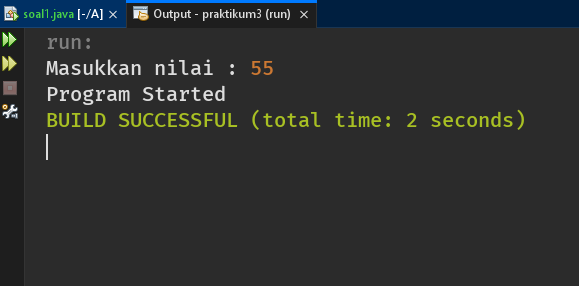 soal1.java [-/A] Output - praktikum3 (run)
run:
Masukkan nilai : 55
Program Started
BUILD SUCCESSFUL (total time: 2 seconds)